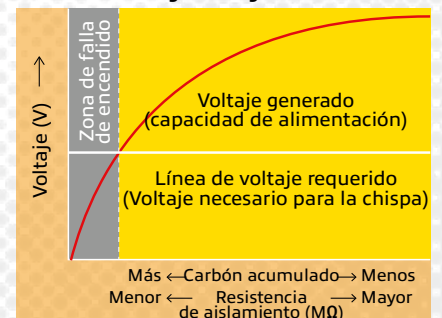 Zona de falla
de encendido
Voltaje (V) →
Voltaje generado
(capacidad de alimentación)
Línea de voltaje requerido
(Voltaje necesario para la chispa)
Más ← Carbón acumulado → Menos
Menor ← Resistencia → Mayor
de aislamiento (MΩ)